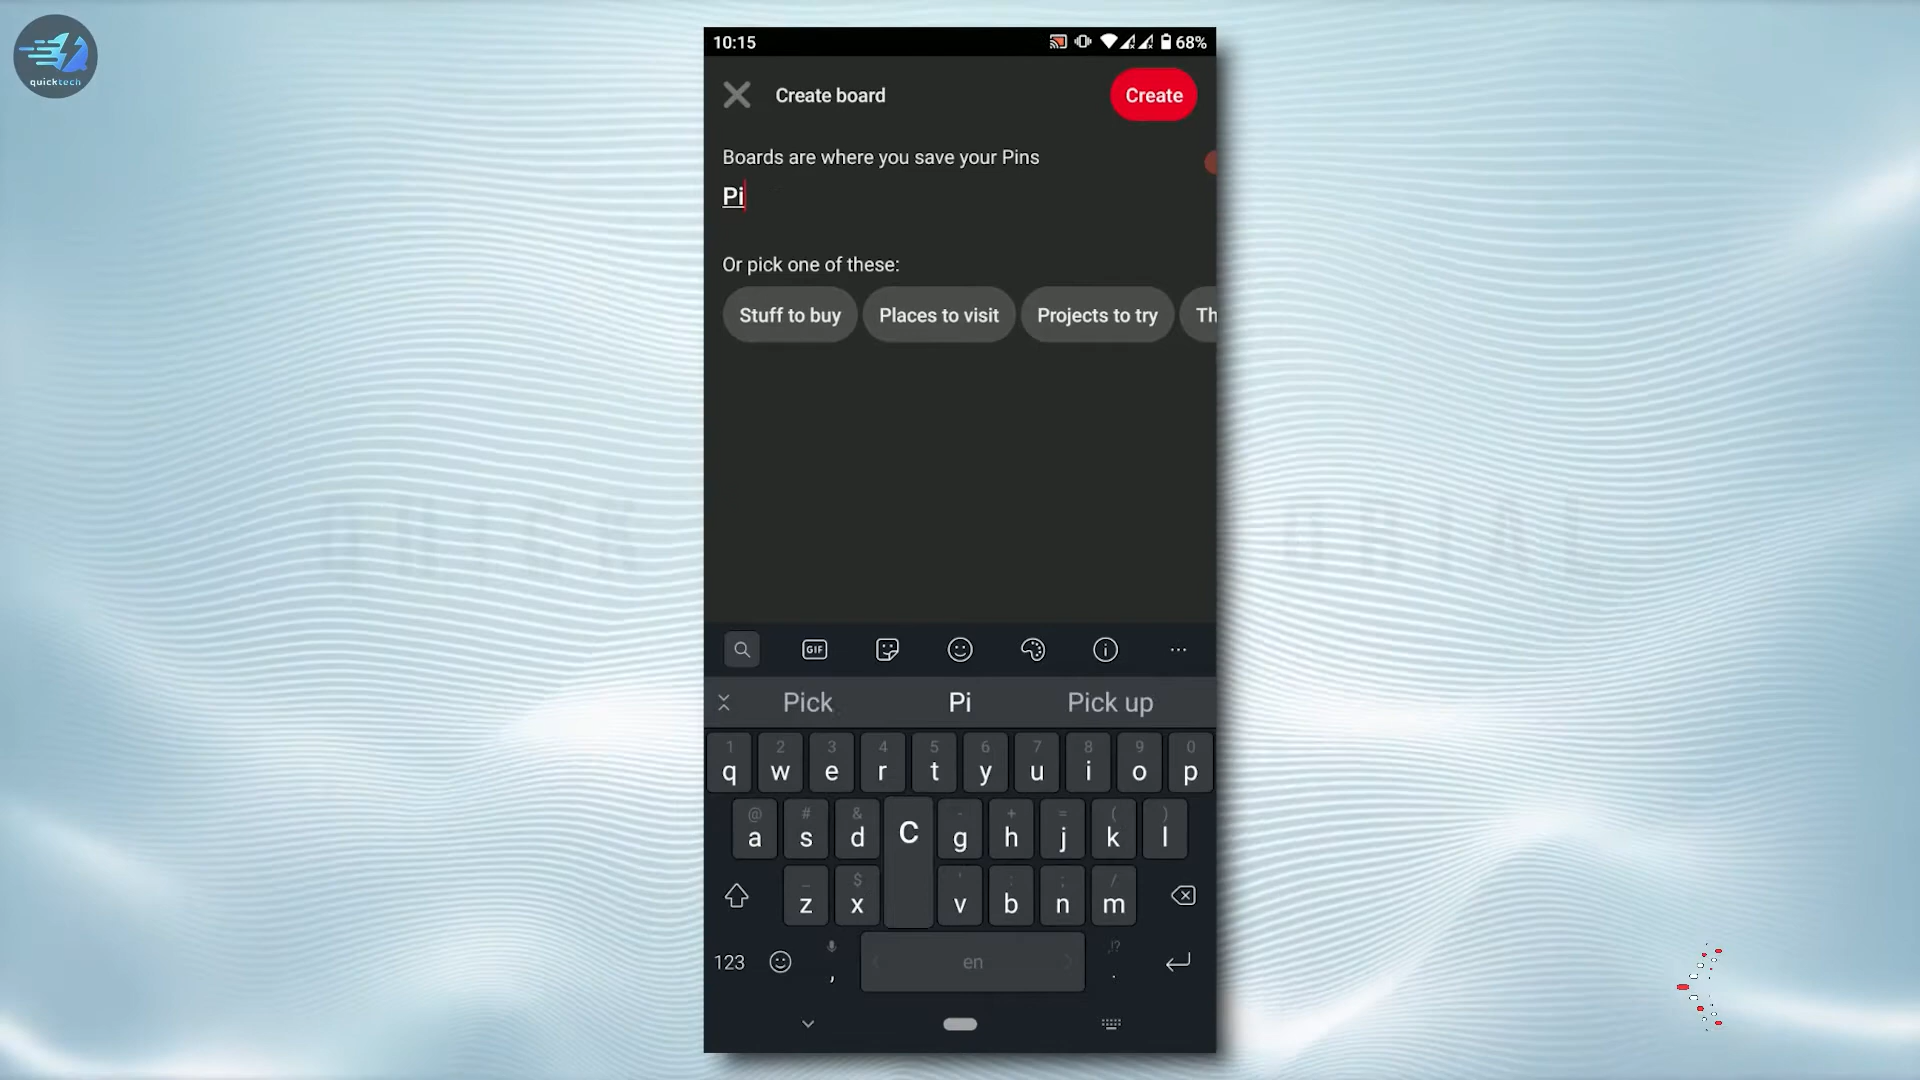 quicktech
10:15
68%
Create board
Create
Boards are where you save your Pins
Pi
Or pick one of these:
Stuff to buy
Places to visit
Projects to try
Th
GIF
Pick
Pi
Pick up
1 2 3 4 5 6 7 8 9 0
q w e r t y u i o p
@ # & - + = ( )
a s d C g h j k l
_ $ ' : ; /
z x v b n m
123
,
en
!?
.